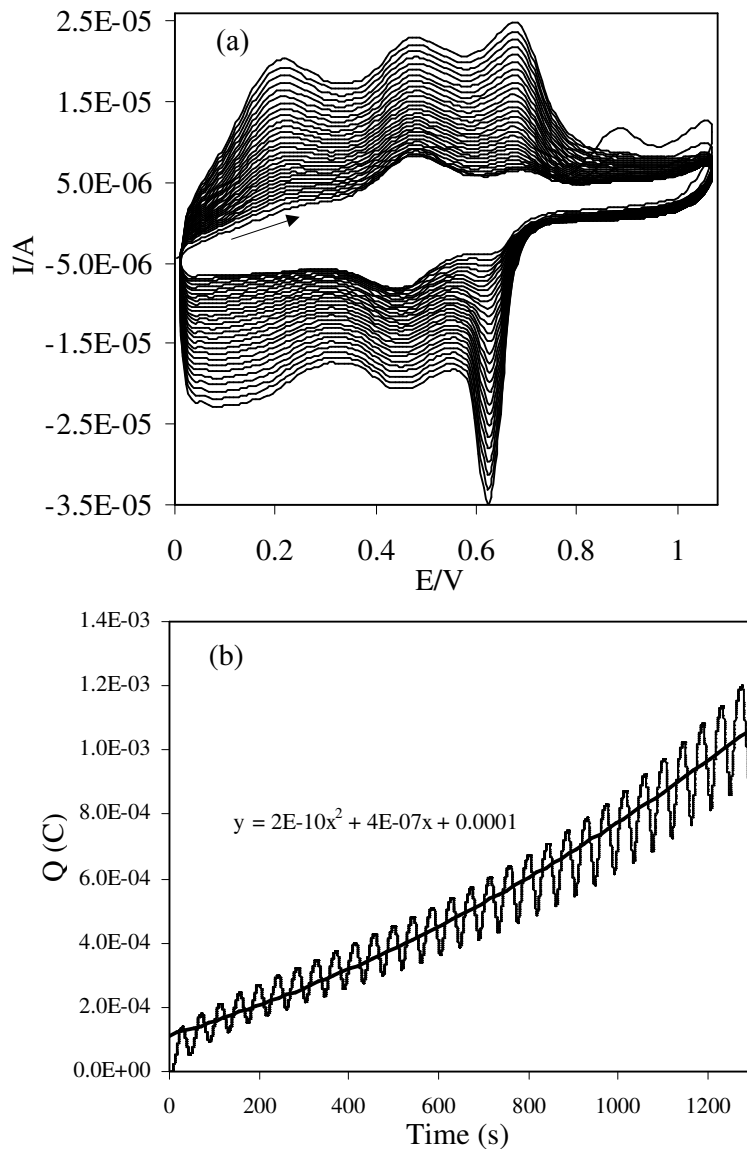 (a)
I/A
2.5E-05
1.5E-05
5.0E-06
-5.0E-06
-1.5E-05
-2.5E-05
-3.5E-05
0 0.2 0.4 0.6 0.8 1
E/V
(b)
Q (C)
1.4E-03
1.2E-03
1.0E-03
8.0E-04
6.0E-04
4.0E-04
2.0E-04
0.0E+00
y = 2E-10x² + 4E-07x + 0.0001
0 200 400 600 800 1000 1200
Time (s)